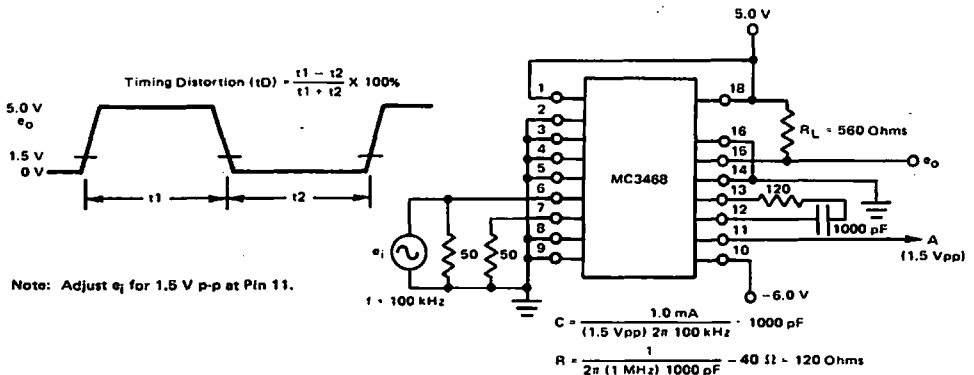 5.0 V
Timing Distortion (tD) = t1 - t2 / t1 + t2 X 100%
5.0 V
eo
1.5 V
0 V
t1
t2
Note: Adjust ei for 1.5 V p-p at Pin 11.
ei
f = 100 kHz
50
50
1
2
3
4
5
6
7
8
9
MC3468
18
16
15
14
13
12
11
10
RL = 560 Ohms
eo
120
1000 pF
A
(1.5 Vpp)
-6.0 V
C = 1.0 mA / (1.5 Vpp) 2π 100 kHz - 1000 pF
R = 1 / 2π (1 MHz) 1000 pF - 40 Ω = 120 Ohms